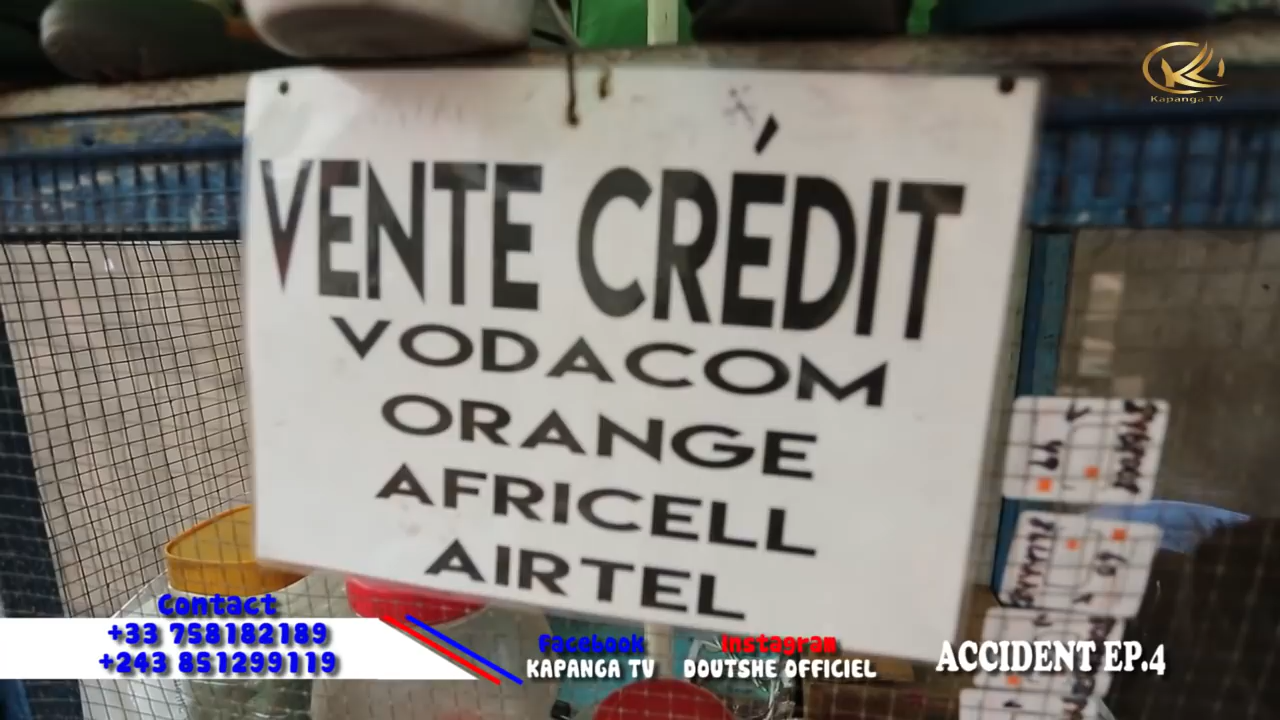 Kapanga TV
VENTE CRÉDIT
VODACOM
ORANGE
AFRICELL
AIRTEL
Contact
+33 758182189
+243 851299119
Facebook
KAPANGA TV
Instagram
DOUTSHE OFFICIEL
ACCIDENT EP.4